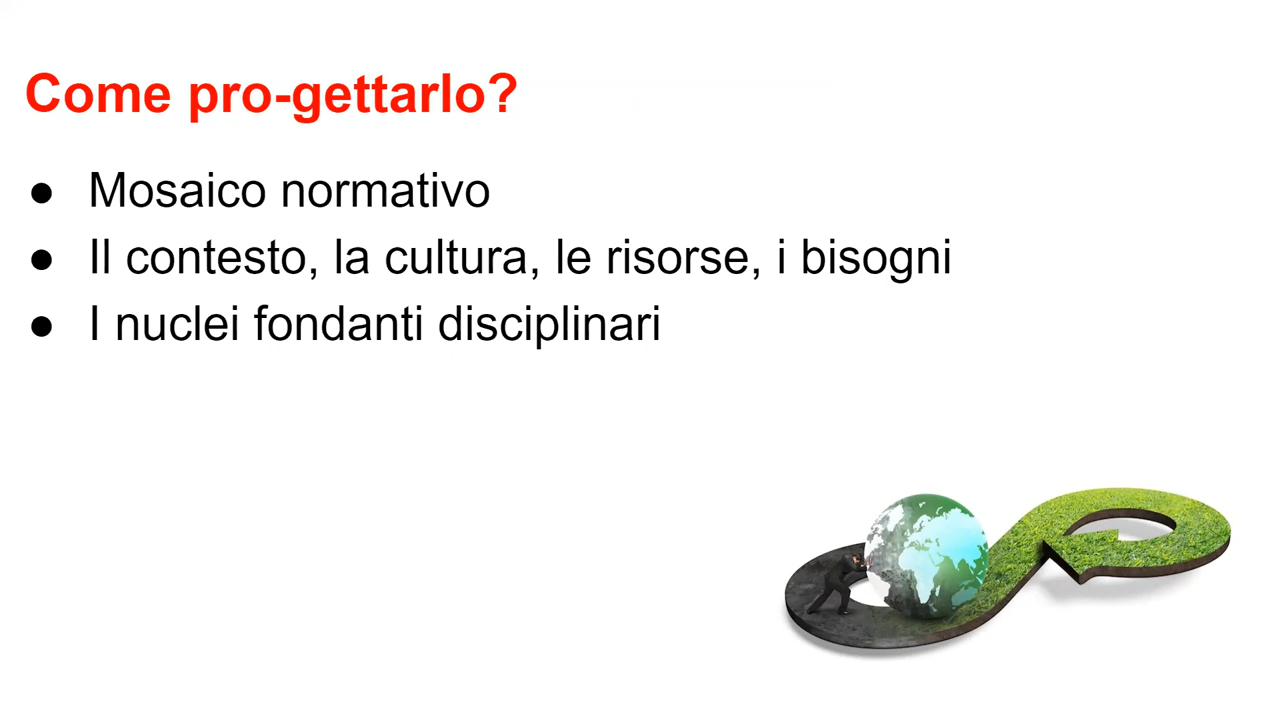 Come pro-gettarlo?
● Mosaico normativo
● Il contesto, la cultura, le risorse, i bisogni
● I nuclei fondanti disciplinari